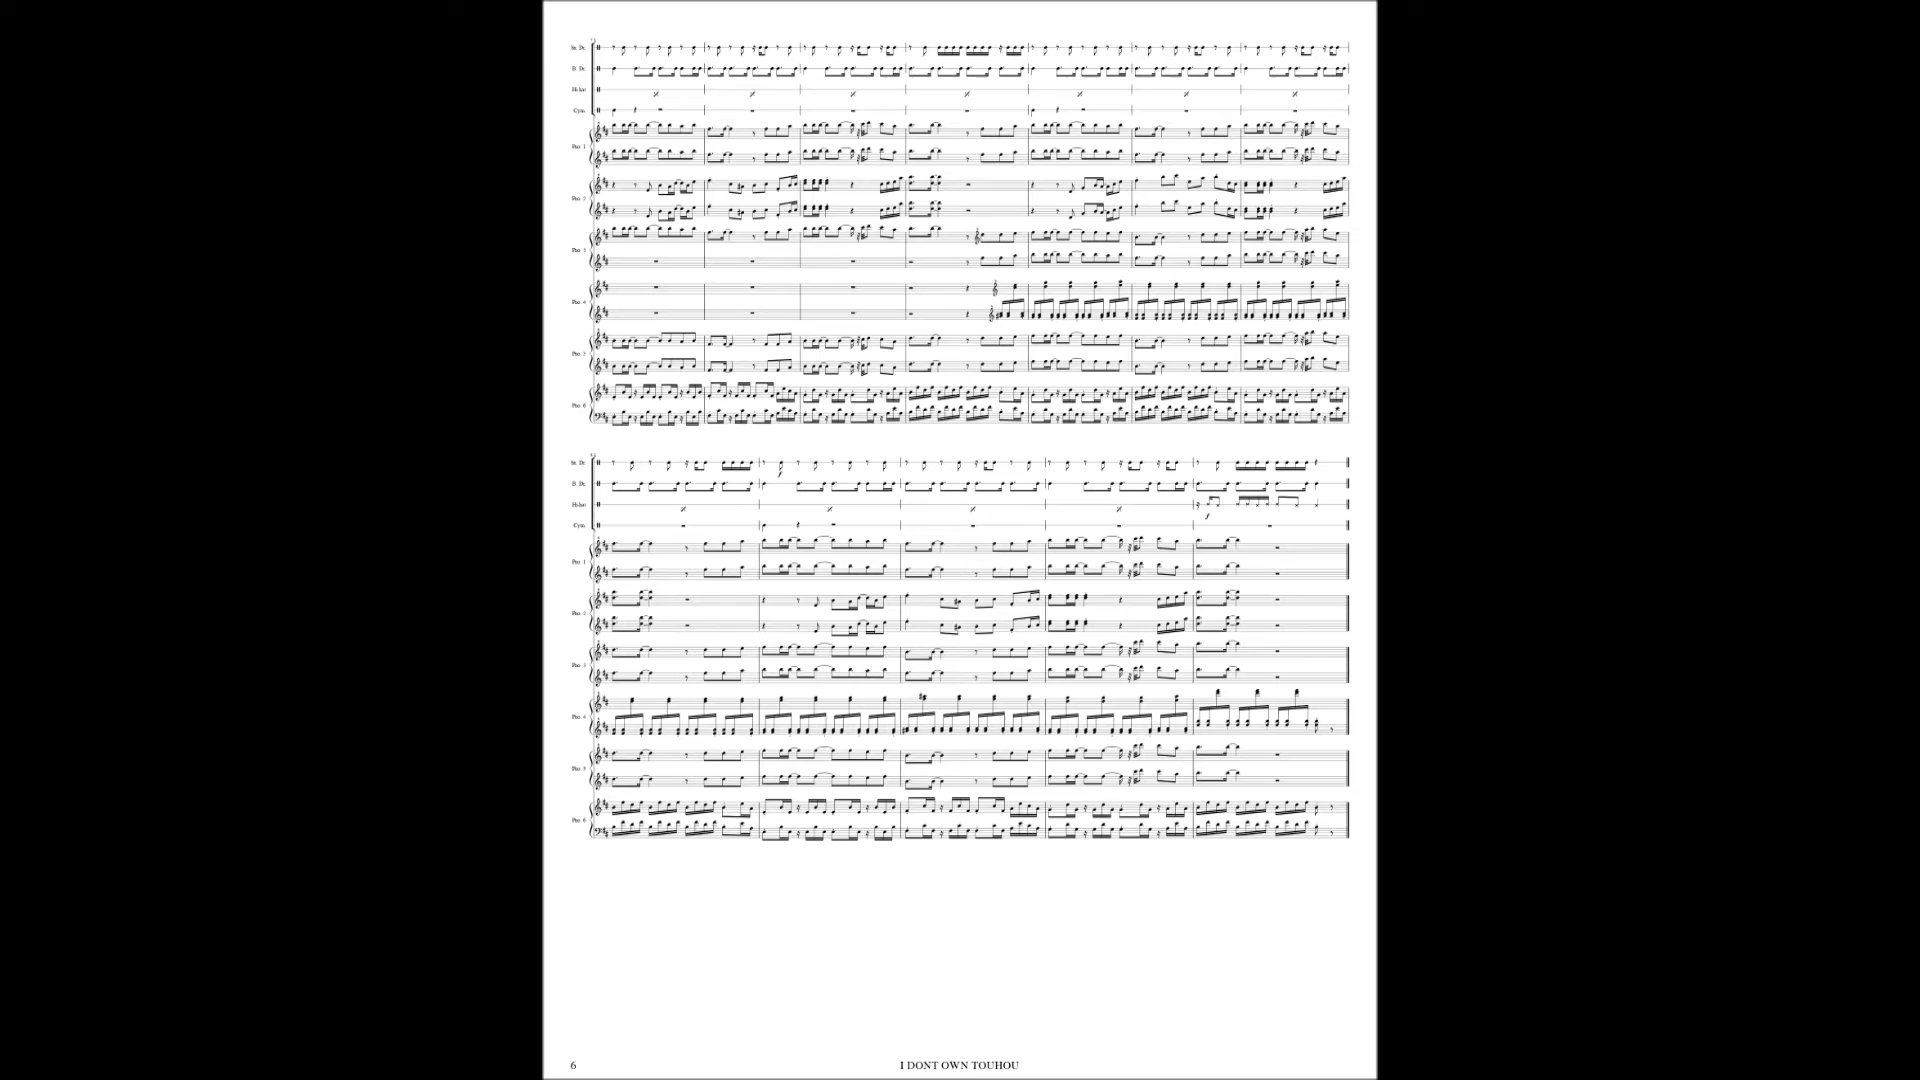 Sn. Dr.
B. Dr.
Hi-hat
Cym.
Pno. 1
Pno. 2
Pno. 3
Pno. 4
Pno. 5
Pno. 6
Sn. Dr.
B. Dr.
f
Hi-hat
f
Cym.
Pno. 1
Pno. 2
Pno. 3
Pno. 4
Pno. 5
Pno. 6
6
I DONT OWN TOUHOU